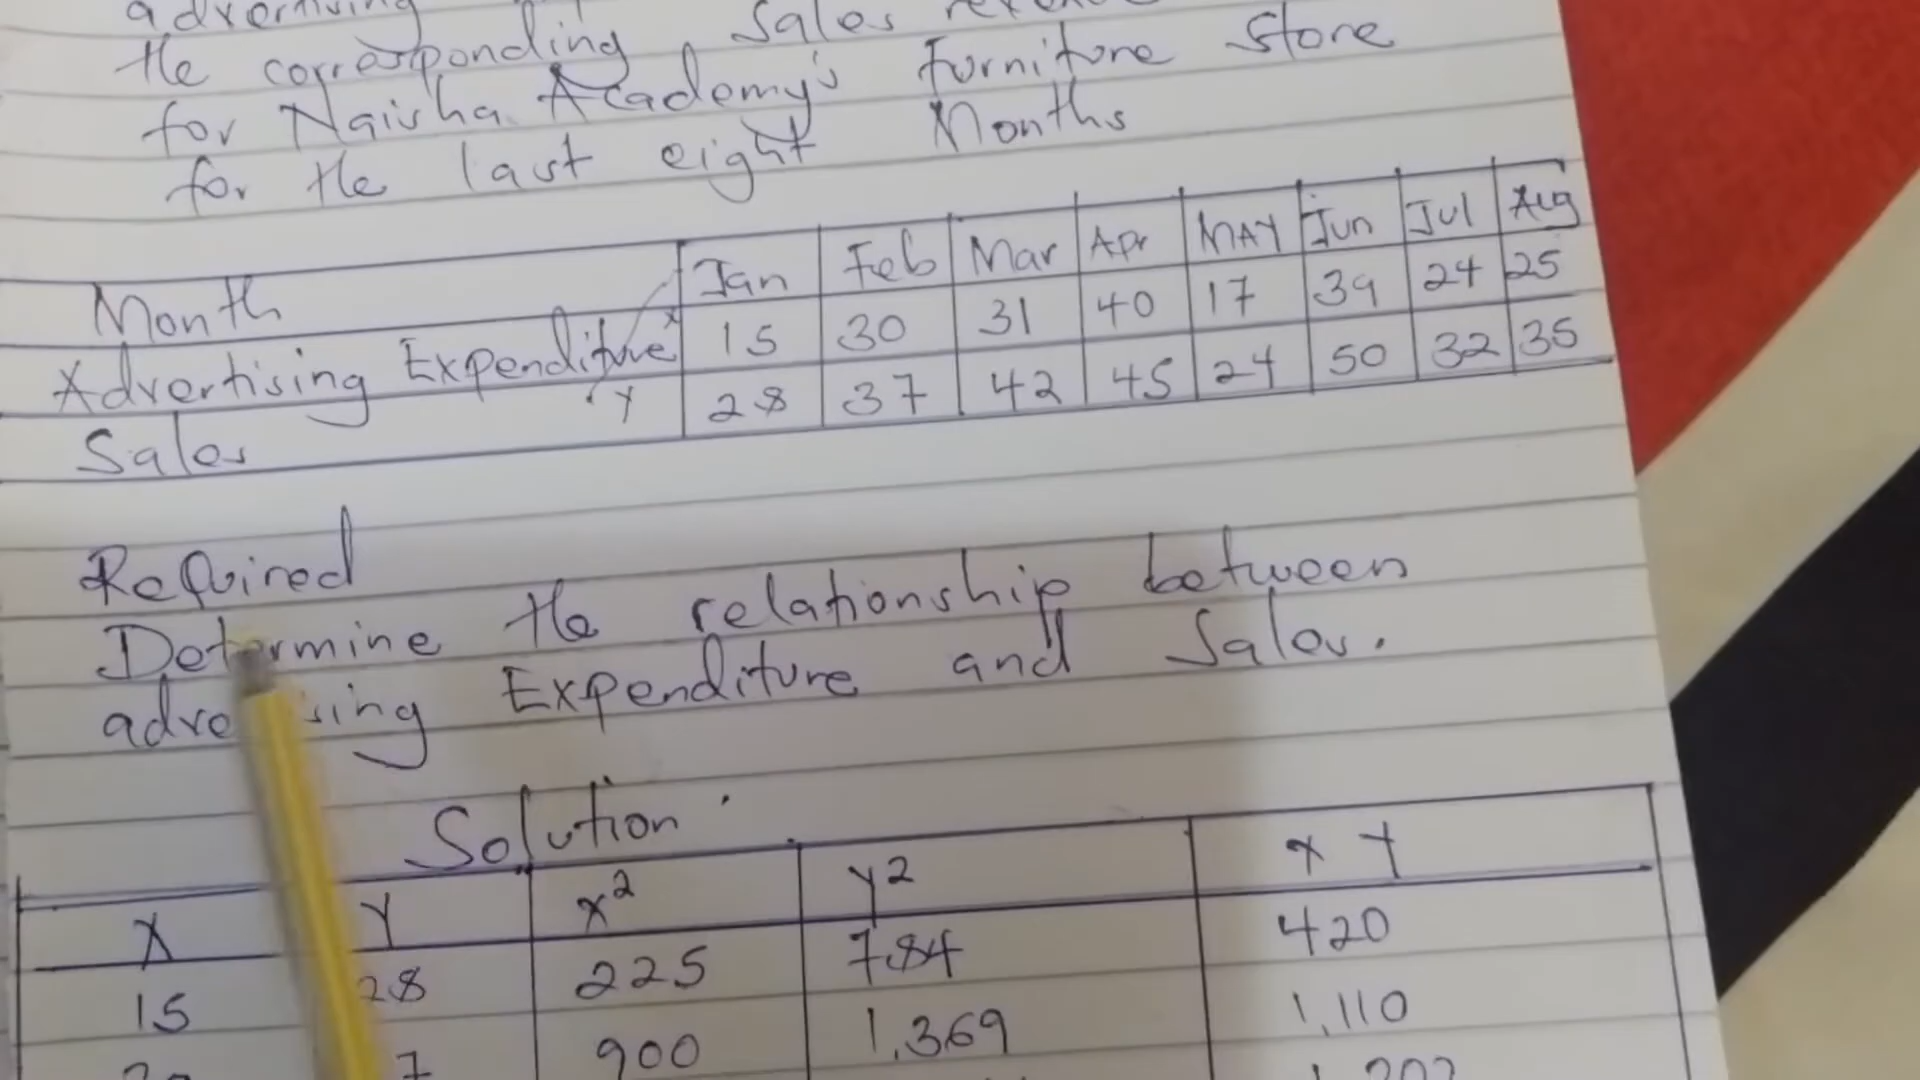 advertising Sales
the corresponding
for Naisha Academy's Furniture Store
for the last eight Months
Month Jan Feb Mar Apr MAY Jun Jul Aug
Advertising Expenditure x 15 30 31 40 17 39 24 25
Sales Y 28 37 42 45 24 50 32 35
Required
Determine the relationship between
advertising Expenditure and Sales.
Solution
X Y x² y2 x Y
15 28 225 784 420
7 900 1,369 1,110